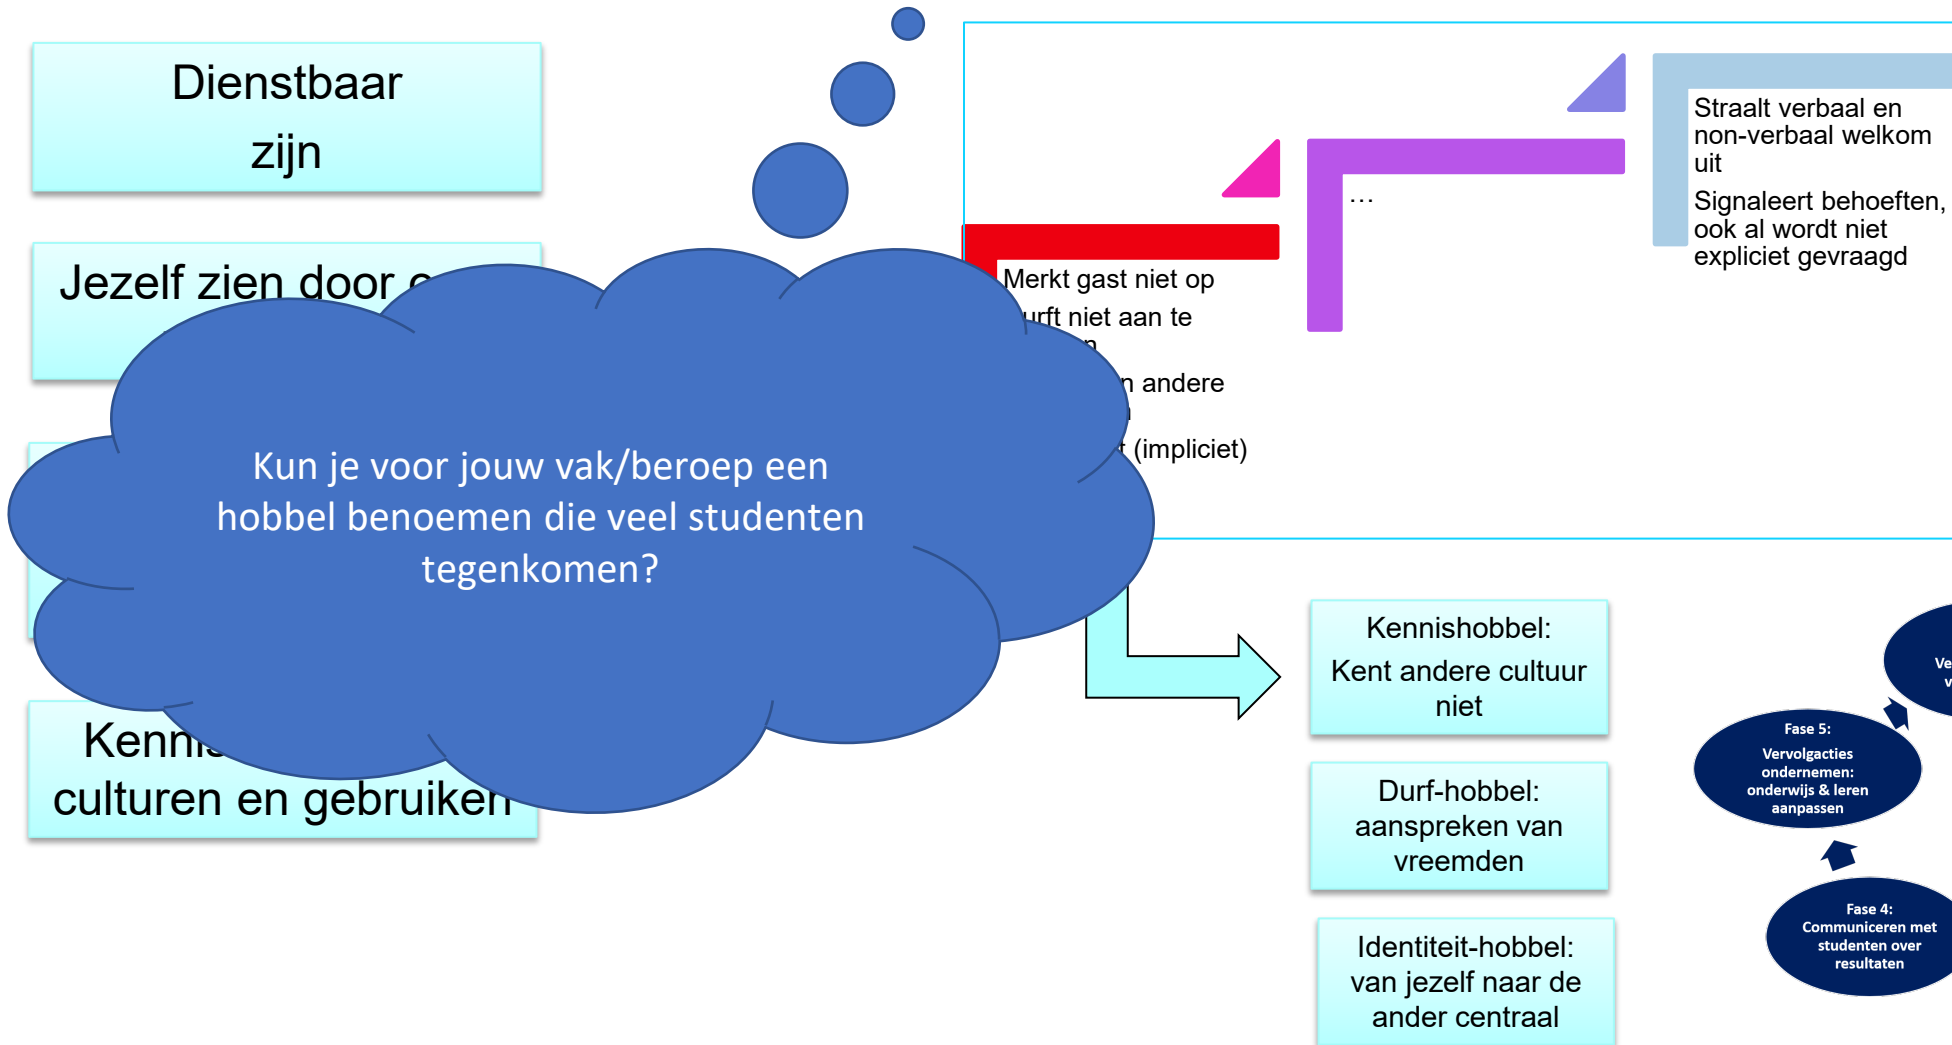 Dienstbaar
zijn
Jezelf zien door
Kennis
culturen en gebruiken
Kun je voor jouw vak/beroep een
hobbel benoemen die veel studenten
tegenkomen?
Merkt gast niet op
niet aan te
andere
(impliciet)
…
Straalt verbaal en
non-verbaal welkom
uit
Signaleert behoeften,
ook al wordt niet
expliciet gevraagd
Kennishobbel:
Kent andere cultuur
niet
Durf-hobbel:
aanspreken van
vreemden
Identiteit-hobbel:
van jezelf naar de
ander centraal
Fase 5:
Vervolgacties
ondernemen:
onderwijs & leren
aanpassen
Fase 4:
Communiceren met
studenten over
resultaten